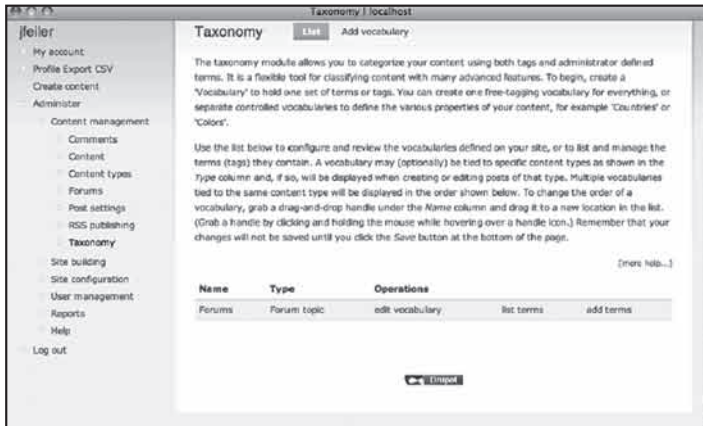 Taxonomy | localhost
jfeiler
My account
Profile Export CSV
Create content
Administer
Content management
Comments
Content
Content types
Forums
Post settings
RSS publishing
Taxonomy
Site building
Site configuration
User management
Reports
Help
Log out
Taxonomy
List
Add vocabulary
The taxonomy module allows you to categorize your content using both tags and administrator defined
terms. It is a flexible tool for classifying content with many advanced features. To begin, create a
'Vocabulary' to hold one set of terms or tags. You can create one free-tagging vocabulary for everything, or
separate controlled vocabularies to define the various properties of your content, for example 'Countries' or
'Colors'.
Use the list below to configure and review the vocabularies defined on your site, or to list and manage the
terms (tags) they contain. A vocabulary may (optionally) be tied to specific content types as shown in the
Type column and, if so, will be displayed when creating or editing posts of that type. Multiple vocabularies
tied to the same content type will be displayed in the order shown below. To change the order of a
vocabulary, grab a drag-and-drop handle under the Name column and drag it to a new location in the list.
(Grab a handle by clicking and holding the mouse while hovering over a handle icon.) Remember that your
changes will not be saved until you click the Save button at the bottom of the page.
[more help...]
Name Type Operations
Forums Forum topic edit vocabulary list terms add terms
Drupal